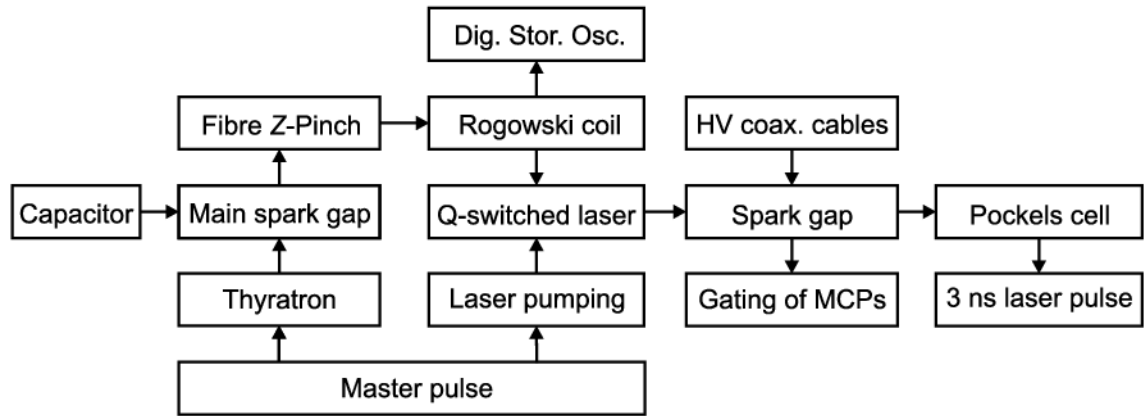 Dig. Stor. Osc.
Fibre Z-Pinch
Rogowski coil
HV coax. cables
Capacitor
Main spark gap
Q-switched laser
Spark gap
Pockels cell
Thyratron
Laser pumping
Gating of MCPs
3 ns laser pulse
Master pulse